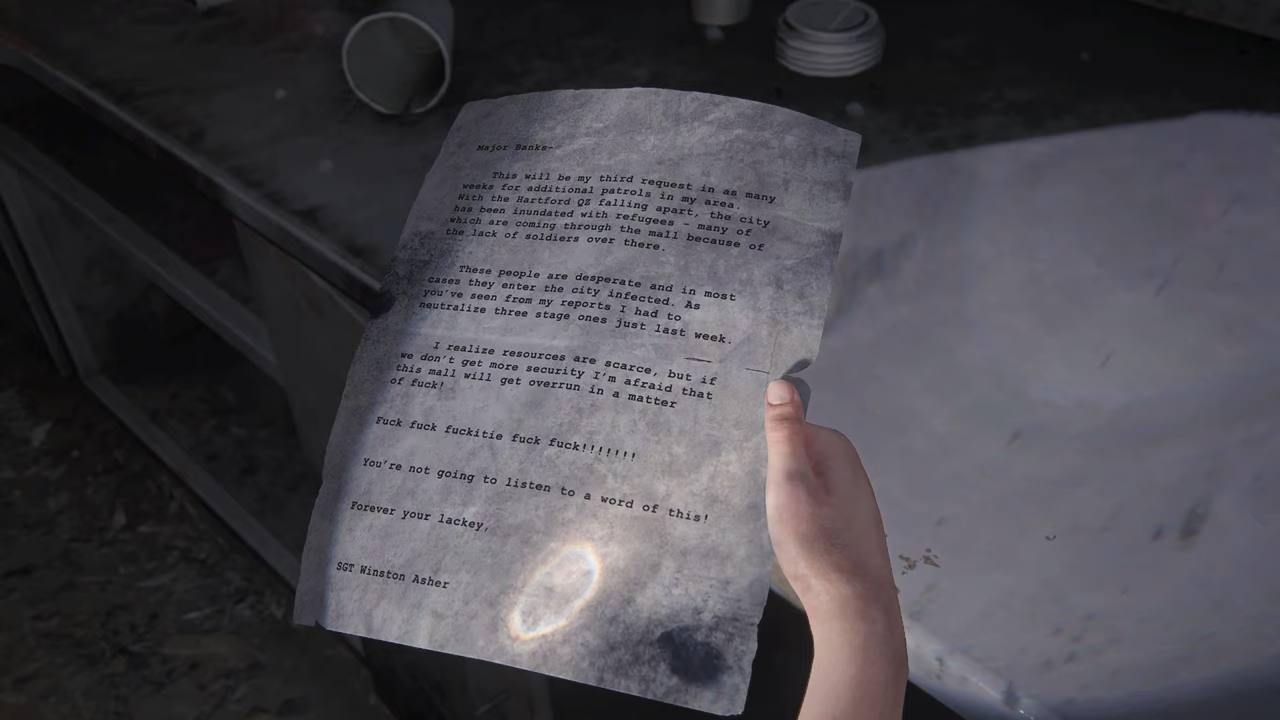 Major Banks-
This will be my third request in as many
weeks for additional patrols in my area.
With the Hartford QZ falling apart, the city
has been inundated with refugees - many of
which are coming through the mall because of
the lack of soldiers over there.
These people are desperate and in most
cases they enter the city infected. As
you've seen from my reports I had to
neutralize three stage ones just last week.
I realize resources are scarce, but if
we don't get more security I'm afraid that
this mall will get overrun in a matter
of fuck!
Fuck fuck fuckitie fuck fuck!!!!!!!
You're not going to listen to a word of this!
Forever your lackey,
SGT Winston Asher